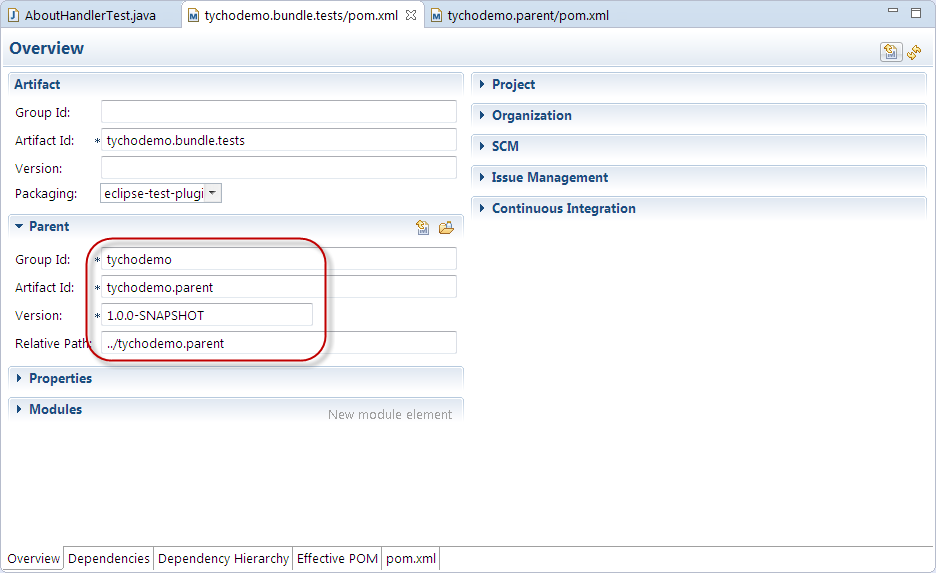 AboutHandlerTest.java
tychodemo.bundle.tests/pom.xml
tychodemo.parent/pom.xml
Overview
Artifact
Group Id:
Artifact Id: * tychodemo.bundle.tests
Version:
Packaging: eclipse-test-plugi
Parent
Group Id: * tychodemo
Artifact Id: * tychodemo.parent
Version: * 1.0.0-SNAPSHOT
Relative Path: ../tychodemo.parent
Properties
Modules
New module element
Project
Organization
SCM
Issue Management
Continuous Integration
Overview
Dependencies
Dependency Hierarchy
Effective POM
pom.xml